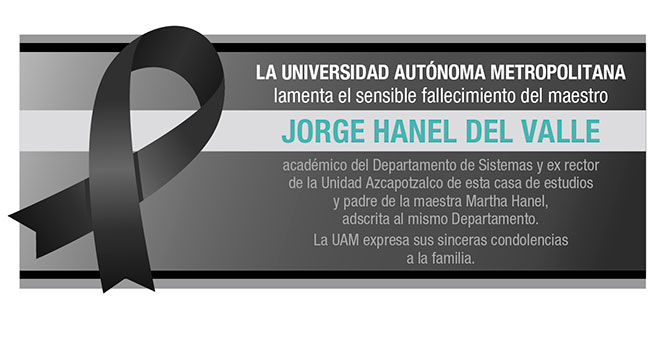 LA UNIVERSIDAD AUTÓNOMA METROPOLITANA
lamenta el sensible fallecimiento del maestro
JORGE HANEL DEL VALLE
académico del Departamento de Sistemas y ex rector
de la Unidad Azcapotzalco de esta casa de estudios
y padre de la maestra Martha Hanel,
adscrita al mismo Departamento.
La UAM expresa sus sinceras condolencias
a la familia.